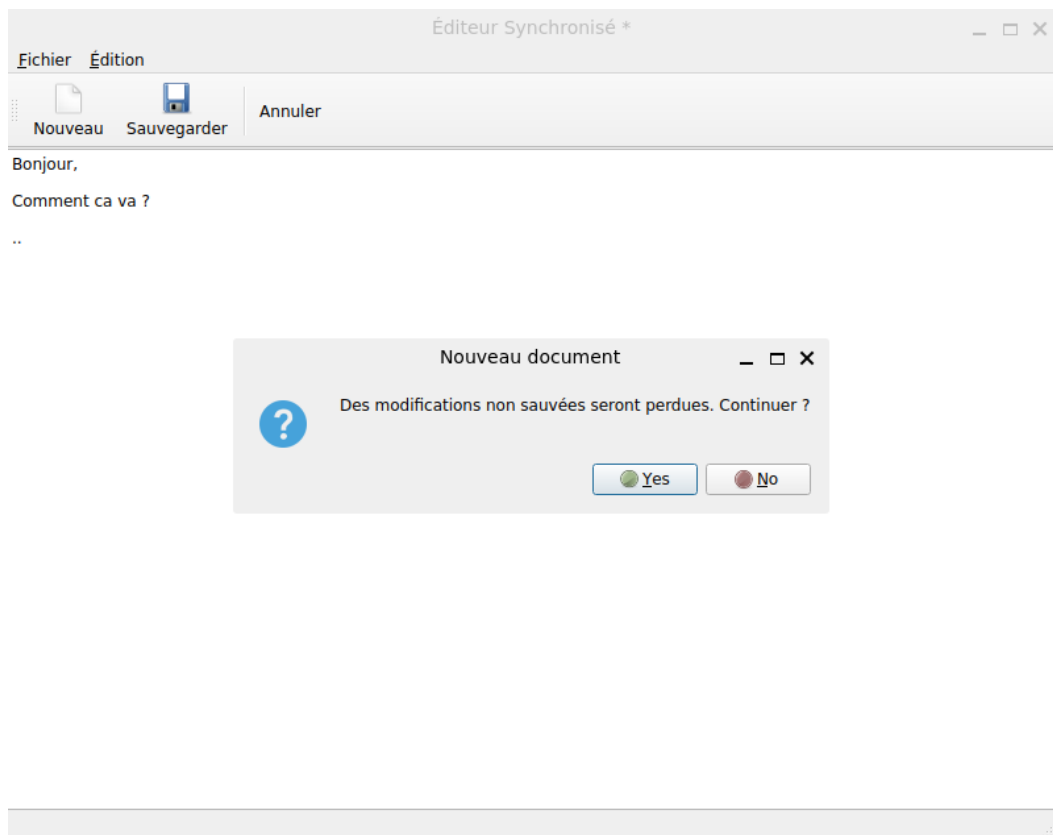 Éditeur Synchronisé *
Fichier Édition
Nouveau Sauvegarder Annuler
Bonjour,
Comment ca va ?
..
Nouveau document
Des modifications non sauvées seront perdues. Continuer ?
Yes No